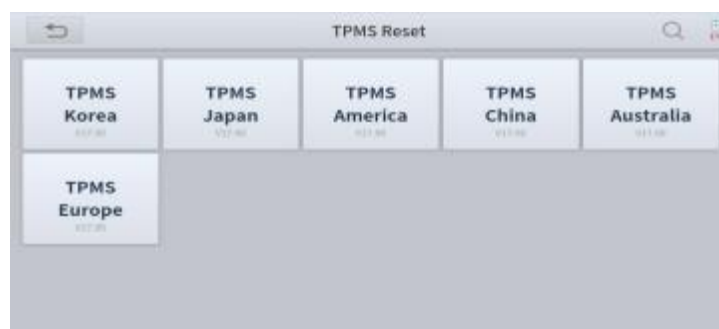 TPMS Reset
TPMS
Korea
TPMS
Japan
TPMS
America
TPMS
China
TPMS
Australia
TPMS
Europe